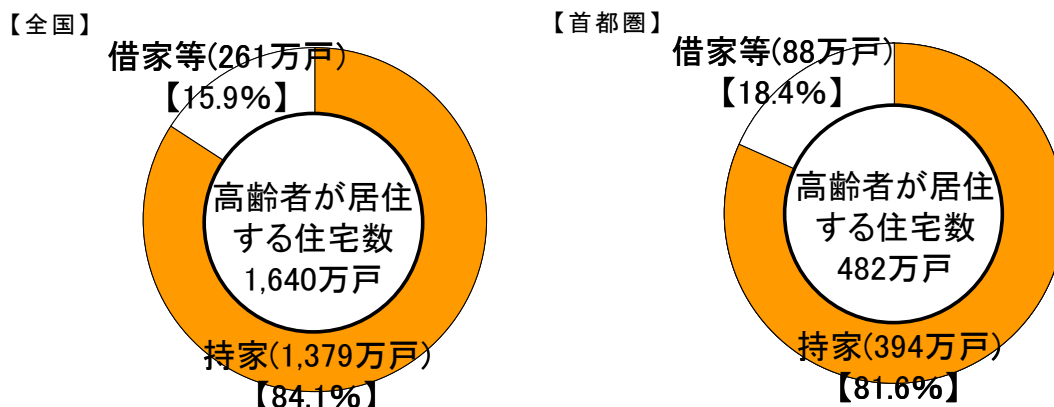 【全国】
借家等(261万戸)
【15.9%】
高齢者が居住
する住宅数
1,640万戸
持家(1,379万戸)
【84.1%】
【首都圏】
借家等(88万戸)
【18.4%】
高齢者が居住
する住宅数
482万戸
持家(394万戸)
【81.6%】